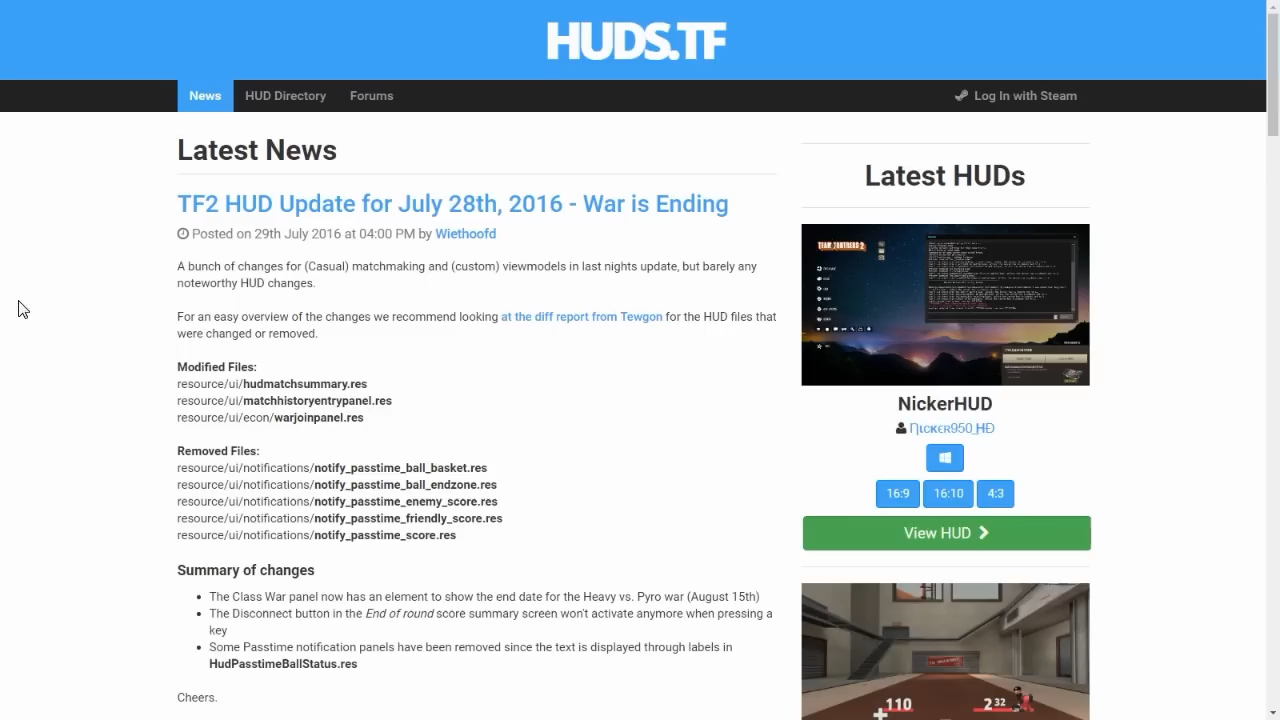 HUDS.TF
News HUD Directory Forums Log In with Steam
Latest News
TF2 HUD Update for July 28th, 2016 - War is Ending
Posted on 29th July 2016 at 04:00 PM by Wiethoofd
A bunch of changes for (Casual) matchmaking and (custom) viewmodels in last nights update, but barely any
noteworthy HUD changes.
For an easy overview of the changes we recommend looking at the diff report from Tewgon for the HUD files that
were changed or removed.
Modified Files:
resource/ui/hudmatchsummary.res
resource/ui/matchhistoryentrypanel.res
resource/ui/econ/warjoinpanel.res
Removed Files:
resource/ui/notifications/notify_passtime_ball_basket.res
resource/ui/notifications/notify_passtime_ball_endzone.res
resource/ui/notifications/notify_passtime_enemy_score.res
resource/ui/notifications/notify_passtime_friendly_score.res
resource/ui/notifications/notify_passtime_score.res
Summary of changes
• The Class War panel now has an element to show the end date for the Heavy vs. Pyro war (August 15th)
• The Disconnect button in the End of round score summary screen won't activate anymore when pressing a
key
• Some Passtime notification panels have been removed since the text is displayed through labels in
HudPasstimeBallStatus.res
Cheers.
Latest HUDs
TEAM FORTRESS 2
NickerHUD
16:9 16:10 4:3
View HUD
110 2 32